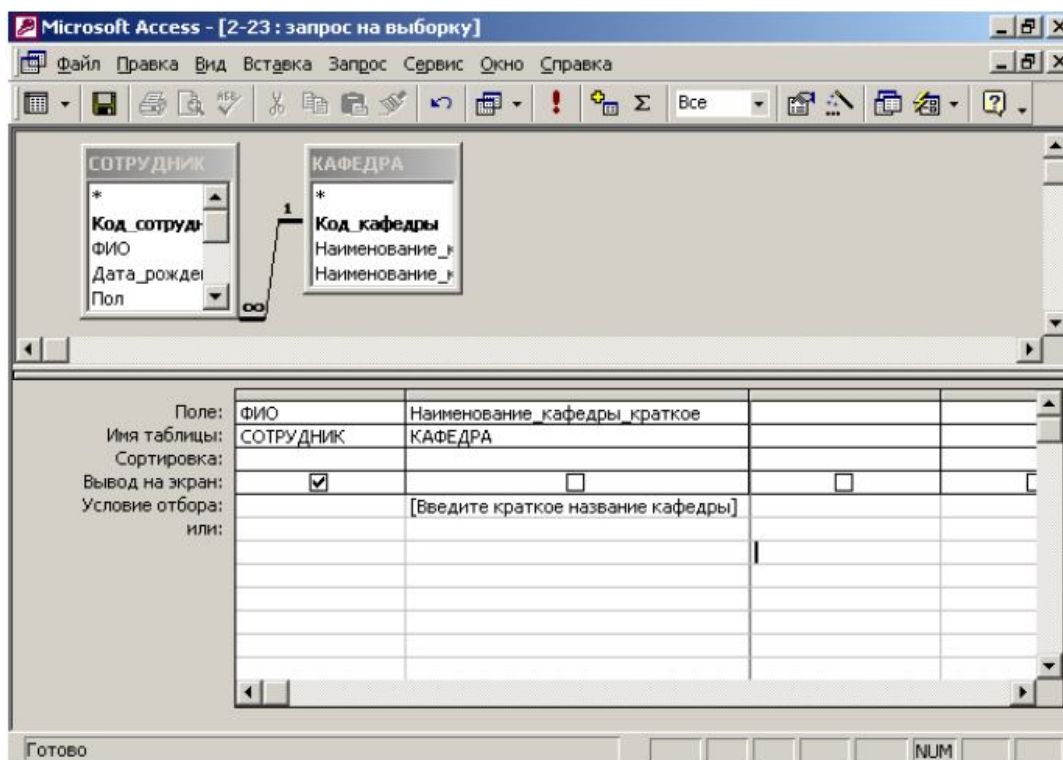 Microsoft Access - [2-23 : запрос на выборку]
Файл Правка Вид Вставка Запрос Сервис Окно Справка
Все
СОТРУДНИК
*
Код_сотрудн
ФИО
Дата_рожден
Пол
1
∞
КАФЕДРА
*
Код_кафедры
Наименование_к
Наименование_к
Поле: ФИО Наименование_кафедры_краткое
Имя таблицы: СОТРУДНИК КАФЕДРА
Сортировка:
Вывод на экран:
Условие отбора: [Введите краткое название кафедры]
или:
Готово NUM